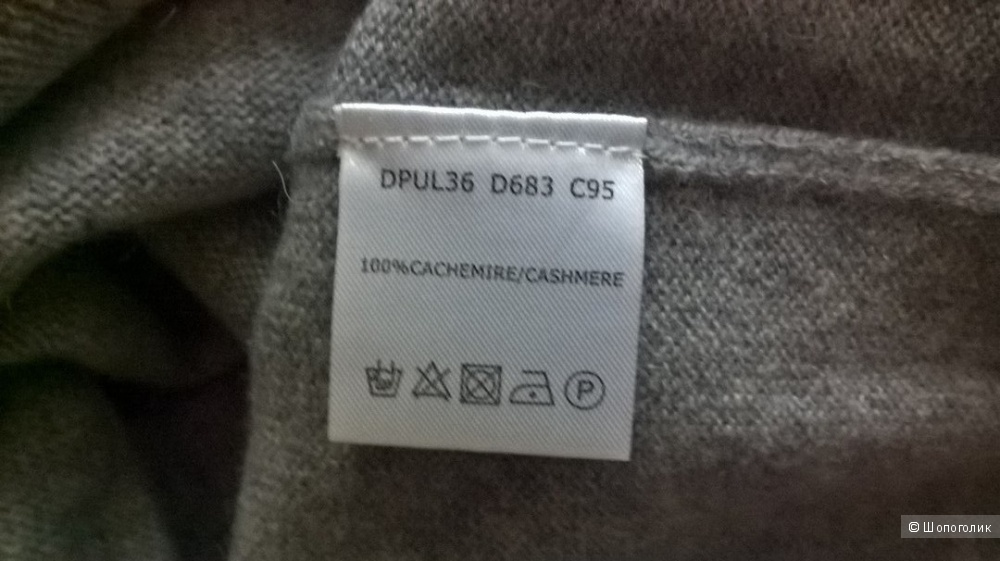 DPUL36 D683 C95
100%CACHEMIRE/CASHMERE
P
© Шопоголик